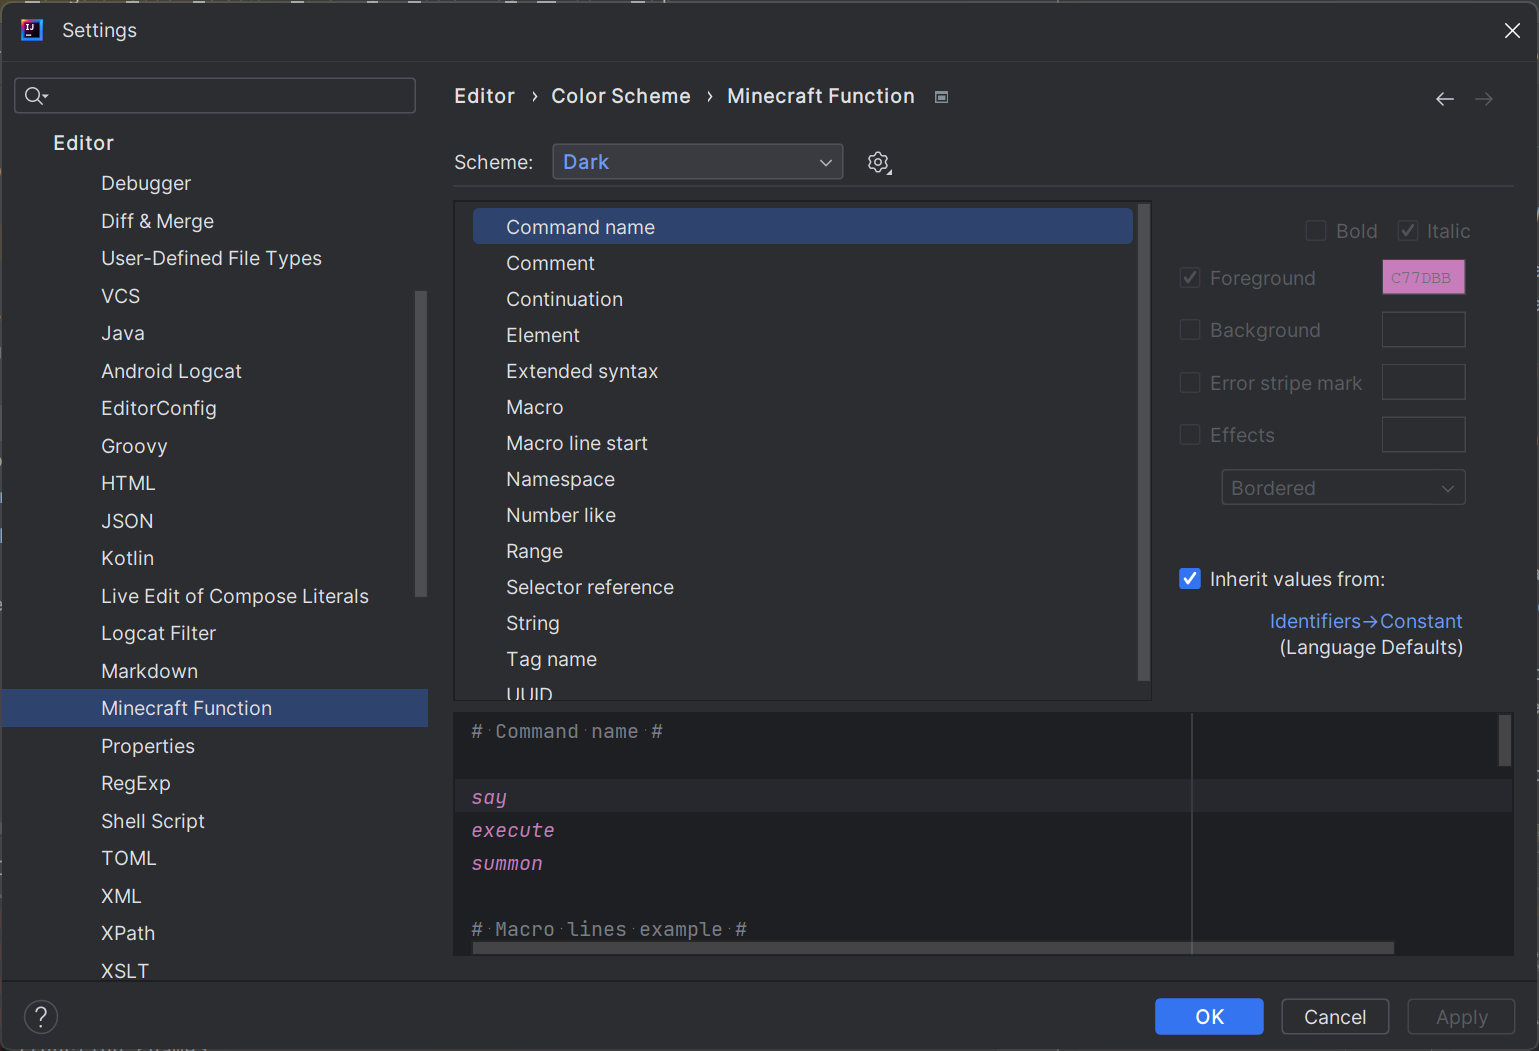 Settings
Editor
Debugger
Diff & Merge
User-Defined File Types
VCS
Java
Android Logcat
EditorConfig
Groovy
HTML
JSON
Kotlin
Live Edit of Compose Literals
Logcat Filter
Markdown
Minecraft Function
Properties
RegExp
Shell Script
TOML
XML
XPath
XSLT
Editor › Color Scheme › Minecraft Function
Scheme: Dark
Command name
Comment
Continuation
Element
Extended syntax
Macro
Macro line start
Namespace
Number like
Range
Selector reference
String
Tag name
UUID
Bold Italic
Foreground C77DBB
Background
Error stripe mark
Effects
Bordered
Inherit values from:
Identifiers→Constant
(Language Defaults)
# Command name #
say
execute
summon
# Macro lines example #
?
OK Cancel Apply